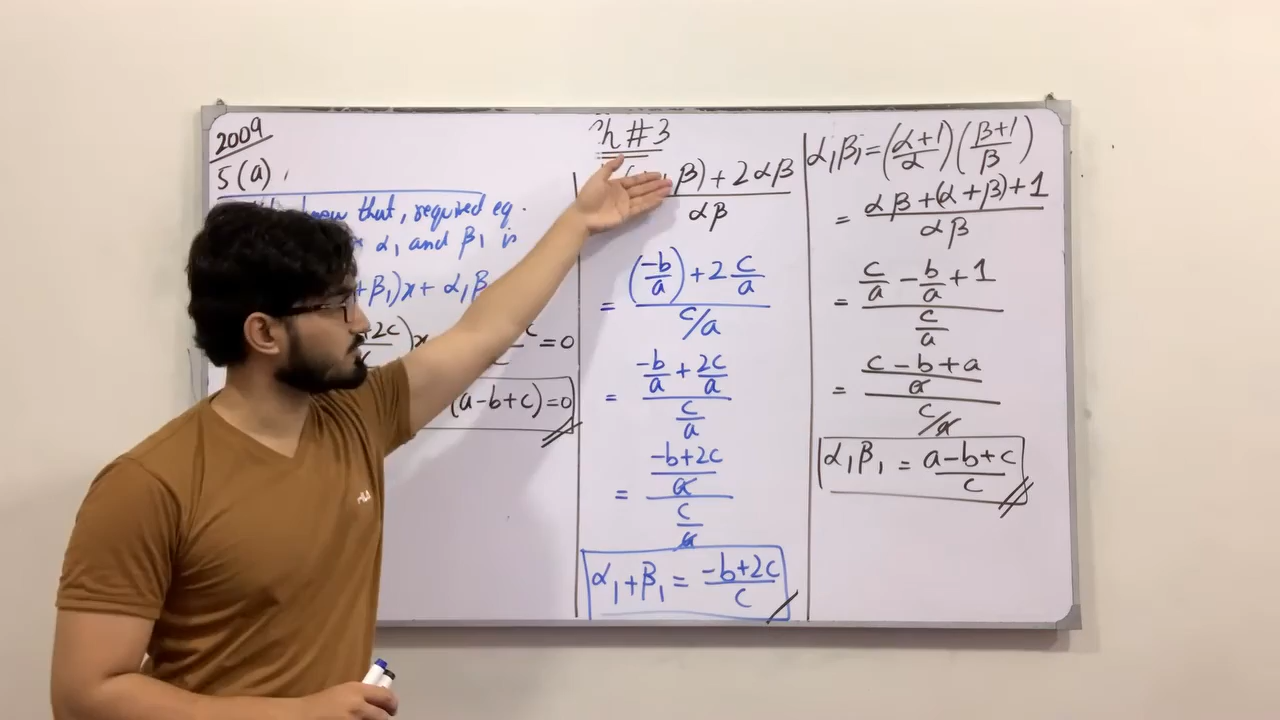 2009
5(a).
know that, required eq.
α₁ and β₁ is
+β₁)x + α₁β
+2c)x
c = 0
(a-b+c)=0
Ch #3
β) + 2αβ / αβ
= ((-b/a) + 2 c/a) / (c/a)
= (-b/a + 2c/a) / (c/a)
= ((-b+2c)/a) / (c/a)
α₁+β₁ = (-b+2c)/c
α₁β₁ = ((α+1)/α)((β+1)/β)
= (αβ+(α+β)+1)/αβ
= (c/a - b/a + 1) / (c/a)
= ((c-b+a)/a) / (c/a)
α₁β₁ = (a-b+c)/c